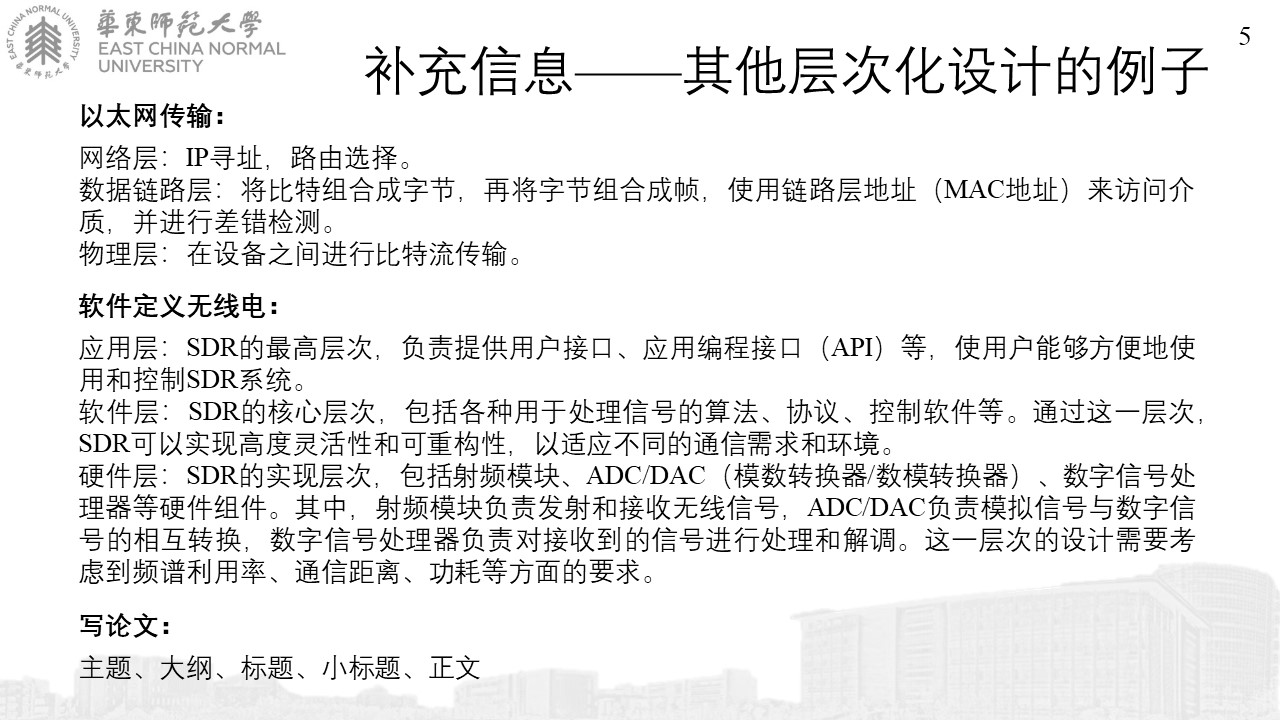 EAST CHINA NORMAL UNIVERSITY
華東師範大學
華東師範大學
EAST CHINA NORMAL
UNIVERSITY
5
补充信息——其他层次化设计的例子
以太网传输：
网络层：IP寻址，路由选择。
数据链路层：将比特组合成字节，再将字节组合成帧，使用链路层地址（MAC地址）来访问介
质，并进行差错检测。
物理层：在设备之间进行比特流传输。
软件定义无线电：
应用层：SDR的最高层次，负责提供用户接口、应用编程接口（API）等，使用户能够方便地使
用和控制SDR系统。
软件层：SDR的核心层次，包括各种用于处理信号的算法、协议、控制软件等。通过这一层次，
SDR可以实现高度灵活性和可重构性，以适应不同的通信需求和环境。
硬件层：SDR的实现层次，包括射频模块、ADC/DAC（模数转换器/数模转换器）、数字信号处
理器等硬件组件。其中，射频模块负责发射和接收无线信号，ADC/DAC负责模拟信号与数字信
号的相互转换，数字信号处理器负责对接收到的信号进行处理和解调。这一层次的设计需要考
虑到频谱利用率、通信距离、功耗等方面的要求。
写论文：
主题、大纲、标题、小标题、正文